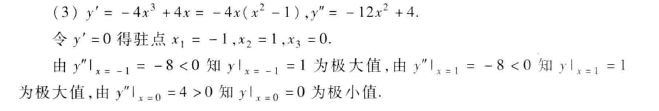 (3) y′ = −4x³ + 4x = −4x(x² − 1), y″ = −12x² + 4.
令 y′ = 0 得驻点 x₁ = −1, x₂ = 1, x₃ = 0.
由 y″|ₓ₌₋₁ = −8 < 0 知 y|ₓ₌₋₁ = 1 为极大值,由 y″|ₓ₌₁ = −8 < 0 知 y|ₓ₌₁ = 1
为极大值,由 y″|ₓ₌₀ = 4 > 0 知 y|ₓ₌₀ = 0 为极小值.